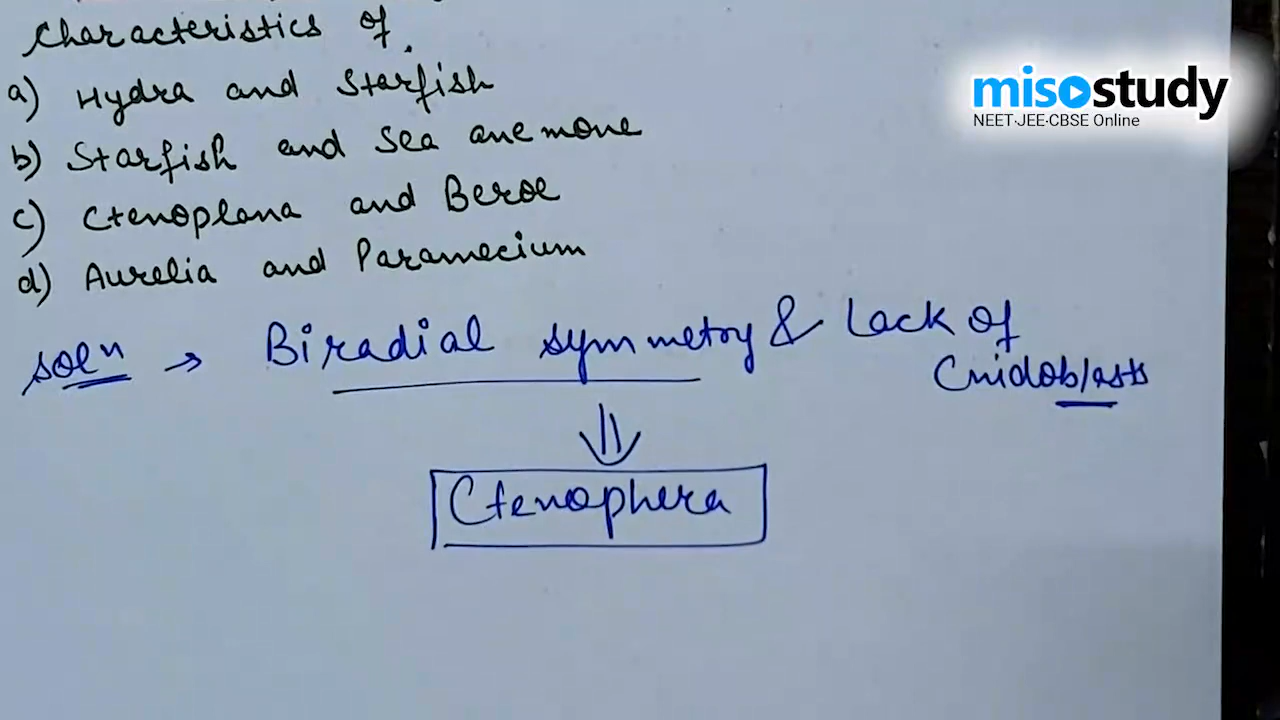 Characteristics of
a) Hydra and Starfish
b) Starfish and Sea anemone
c) Ctenoplana and Beroe
d) Aurelia and Paramecium
Soln → Biradial symmetry & Lack of
Cnidoblasts
Ctenophera
misostudy
NEET-JEE-CBSE Online